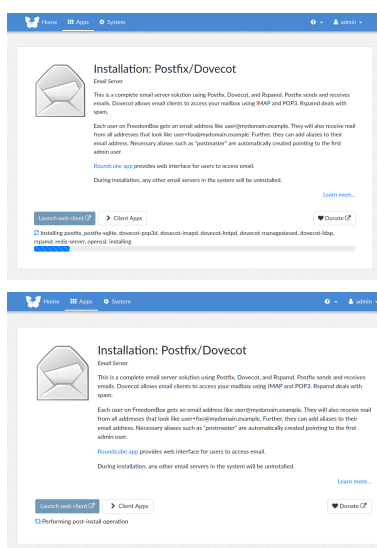 Home Apps System admin
Installation: Postfix/Dovecot
Email Server
This is a complete email server solution using Postfix, Dovecot, and Rspamd. Postfix sends and receives
emails. Dovecot allows email clients to access your mailbox using IMAP and POP3. Rspamd deals with
spam.
Each user on FreedomBox gets an email address like user@mydomain.example. They will also receive mail
from all addresses that look like user+foo@mydomain.example. Further, they can add aliases to their
email address. Necessary aliases such as "postmaster" are automatically created pointing to the first
admin user.
Roundcube app provides web interface for users to access email.
During installation, any other email servers in the system will be uninstalled.
Learn more...
Launch web client Client Apps Donate
Installing postfix, postfix-sqlite, dovecot-pop3d, dovecot-imapd, dovecot-lmtpd, dovecot-managesieved, dovecot-ldap,
rspamd, redis-server, openssl: installing
Home Apps System admin
Installation: Postfix/Dovecot
Email Server
This is a complete email server solution using Postfix, Dovecot, and Rspamd. Postfix sends and receives
emails. Dovecot allows email clients to access your mailbox using IMAP and POP3. Rspamd deals with
spam.
Each user on FreedomBox gets an email address like user@mydomain.example. They will also receive mail
from all addresses that look like user+foo@mydomain.example. Further, they can add aliases to their
email address. Necessary aliases such as "postmaster" are automatically created pointing to the first
admin user.
Roundcube app provides web interface for users to access email.
During installation, any other email servers in the system will be uninstalled.
Learn more...
Launch web client Client Apps Donate
Performing post-install operation